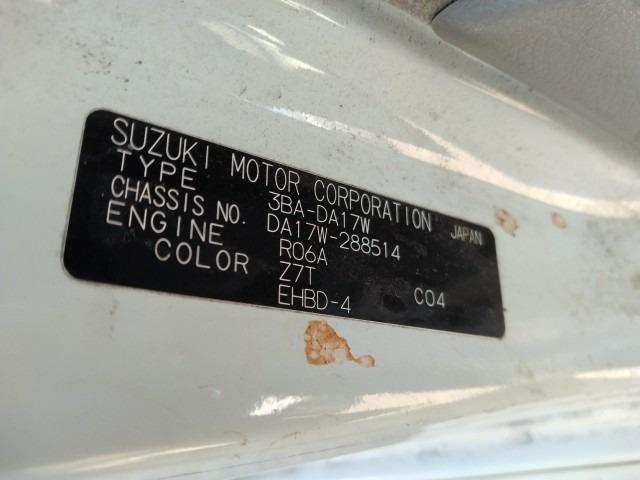 SUZUKI MOTOR CORPORATION JAPAN
TYPE 3BA-DA17W
CHASSIS NO. DA17W-288514
ENGINE R06A
COLOR Z7T
EHBD-4 C04